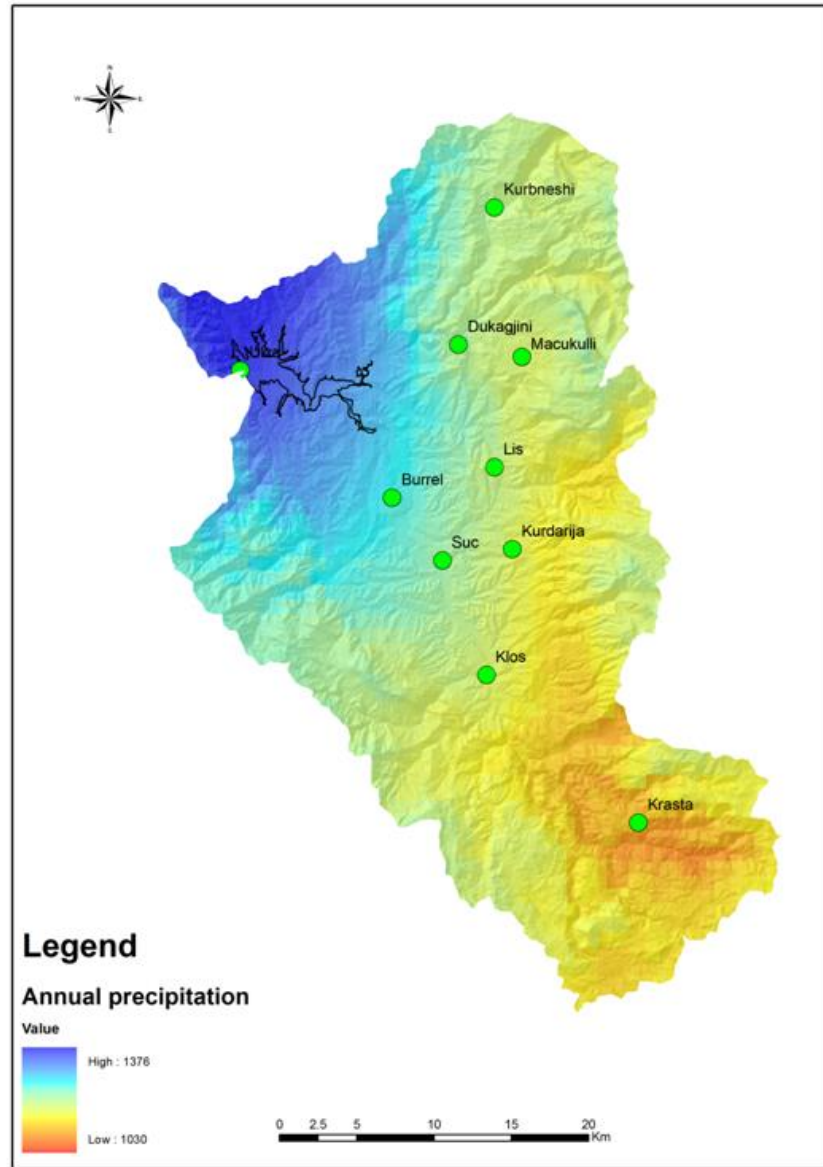 N
W
E
E
Kurbneshi
Dukagjini
Macukulli
Lis
Burrel
Kurdarija
Suc
Klos
Krasta
Legend
Annual precipitation
Value
High : 1376
Low : 1030
0 2.5 5 10 15 20
Km